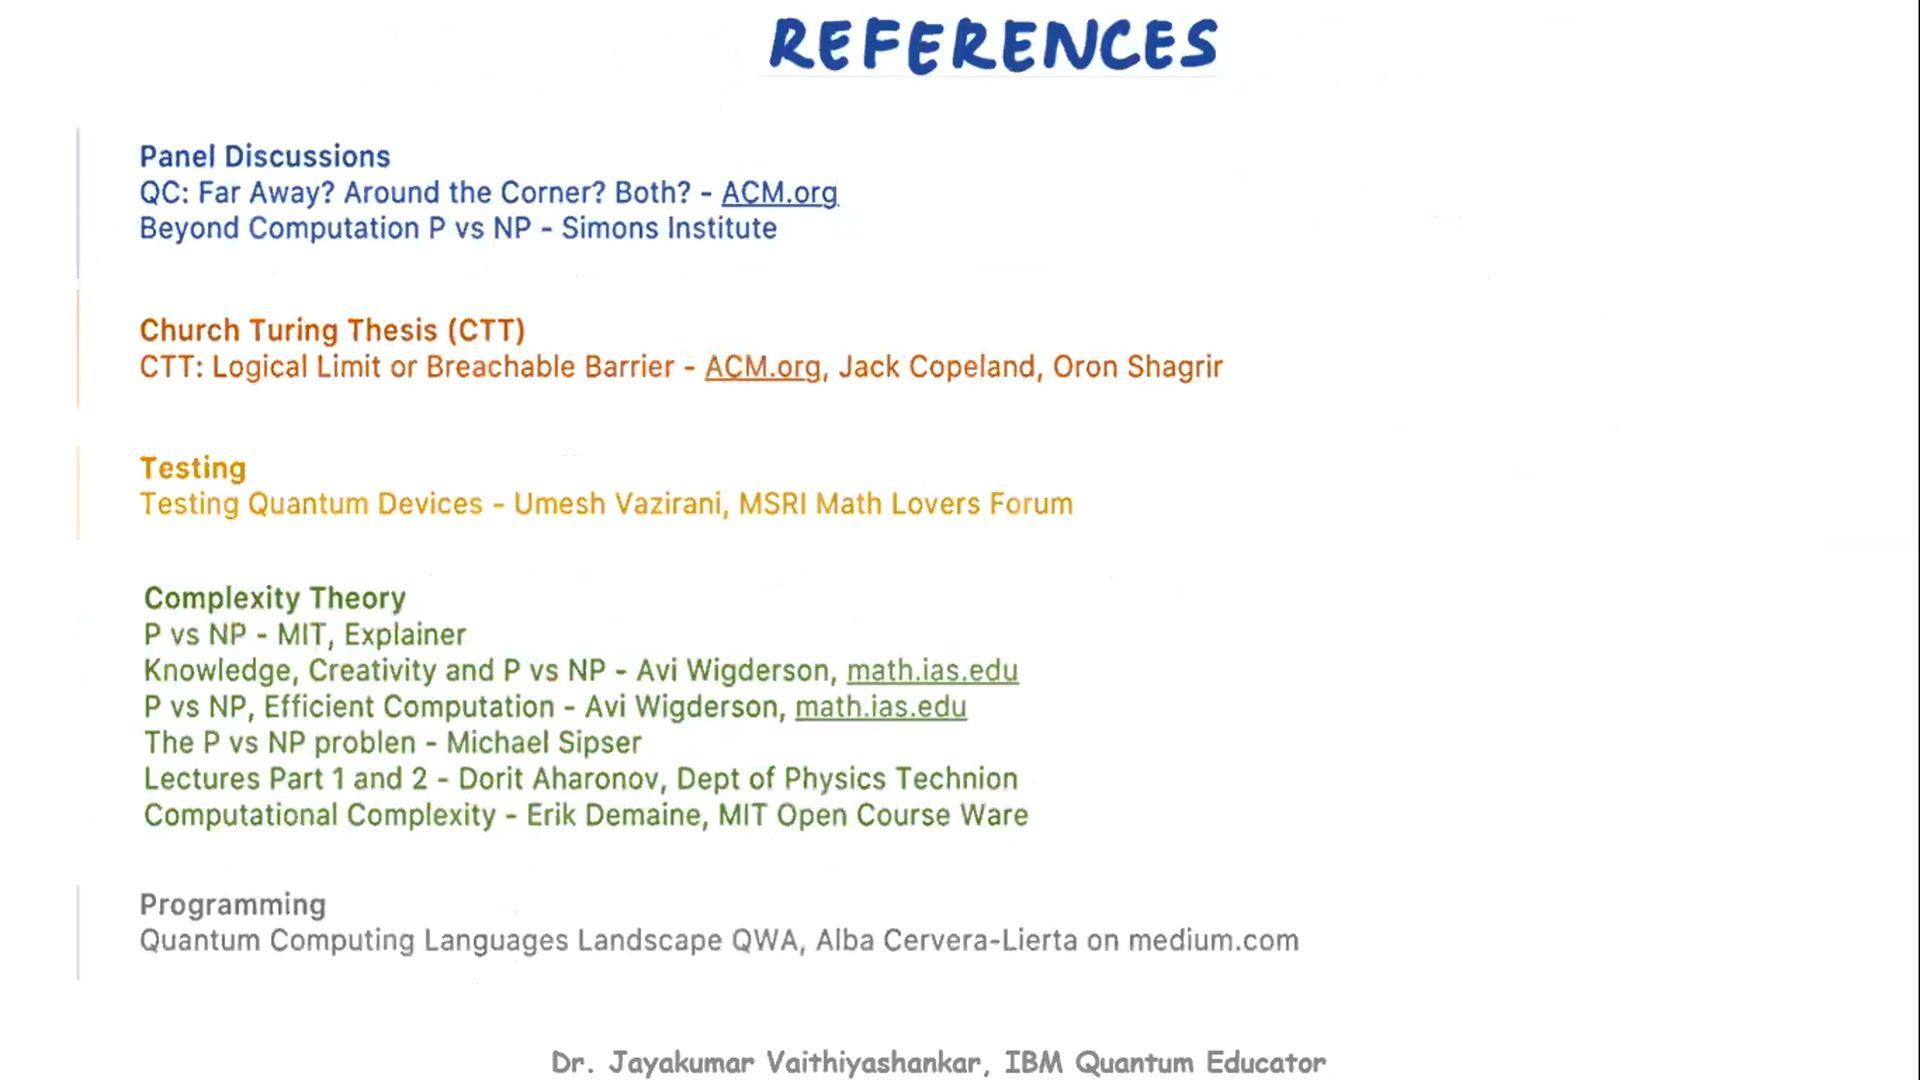 REFERENCES
Panel Discussions
QC: Far Away? Around the Corner? Both? - ACM.org
Beyond Computation P vs NP - Simons Institute
Church Turing Thesis (CTT)
CTT: Logical Limit or Breachable Barrier - ACM.org, Jack Copeland, Oron Shagrir
Testing
Testing Quantum Devices - Umesh Vazirani, MSRI Math Lovers Forum
Complexity Theory
P vs NP - MIT, Explainer
Knowledge, Creativity and P vs NP - Avi Wigderson, math.ias.edu
P vs NP, Efficient Computation - Avi Wigderson, math.ias.edu
The P vs NP problen - Michael Sipser
Lectures Part 1 and 2 - Dorit Aharonov, Dept of Physics Technion
Computational Complexity - Erik Demaine, MIT Open Course Ware
Programming
Quantum Computing Languages Landscape QWA, Alba Cervera-Lierta on medium.com
Dr. Jayakumar Vaithiyashankar, IBM Quantum Educator